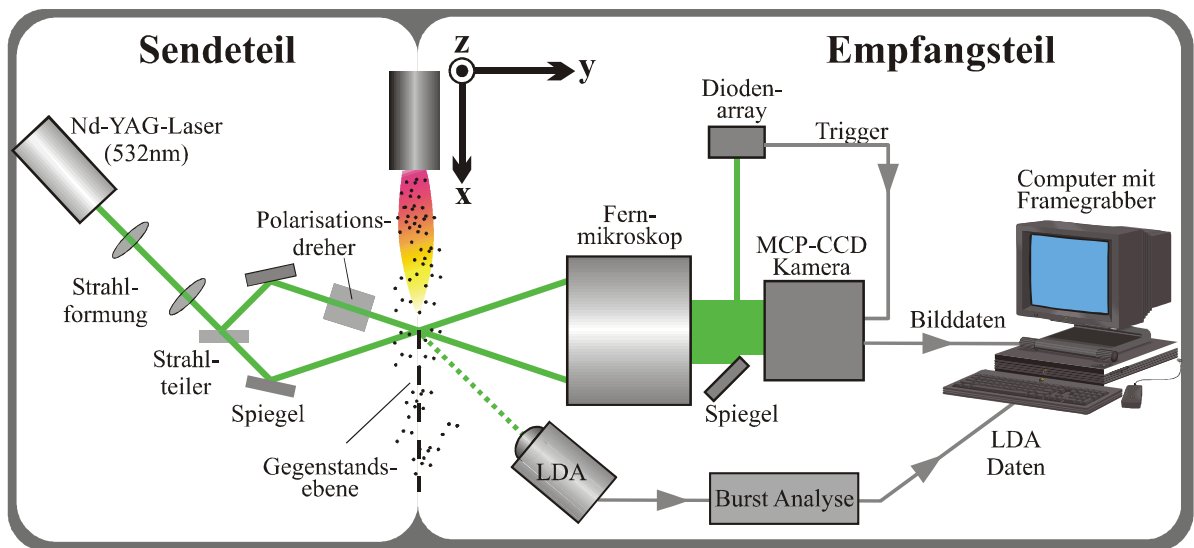 Sendeteil
Empfangsteil
z
y
x
Nd-YAG-Laser
(532nm)
Strahl-
formung
Strahl-
teiler
Spiegel
Polarisations-
dreher
Gegenstands-
ebene
Fern-
mikroskop
Dioden-
array
Trigger
MCP-CCD
Kamera
Spiegel
Computer mit
Framegrabber
Bilddaten
LDA
Burst Analyse
LDA
Daten